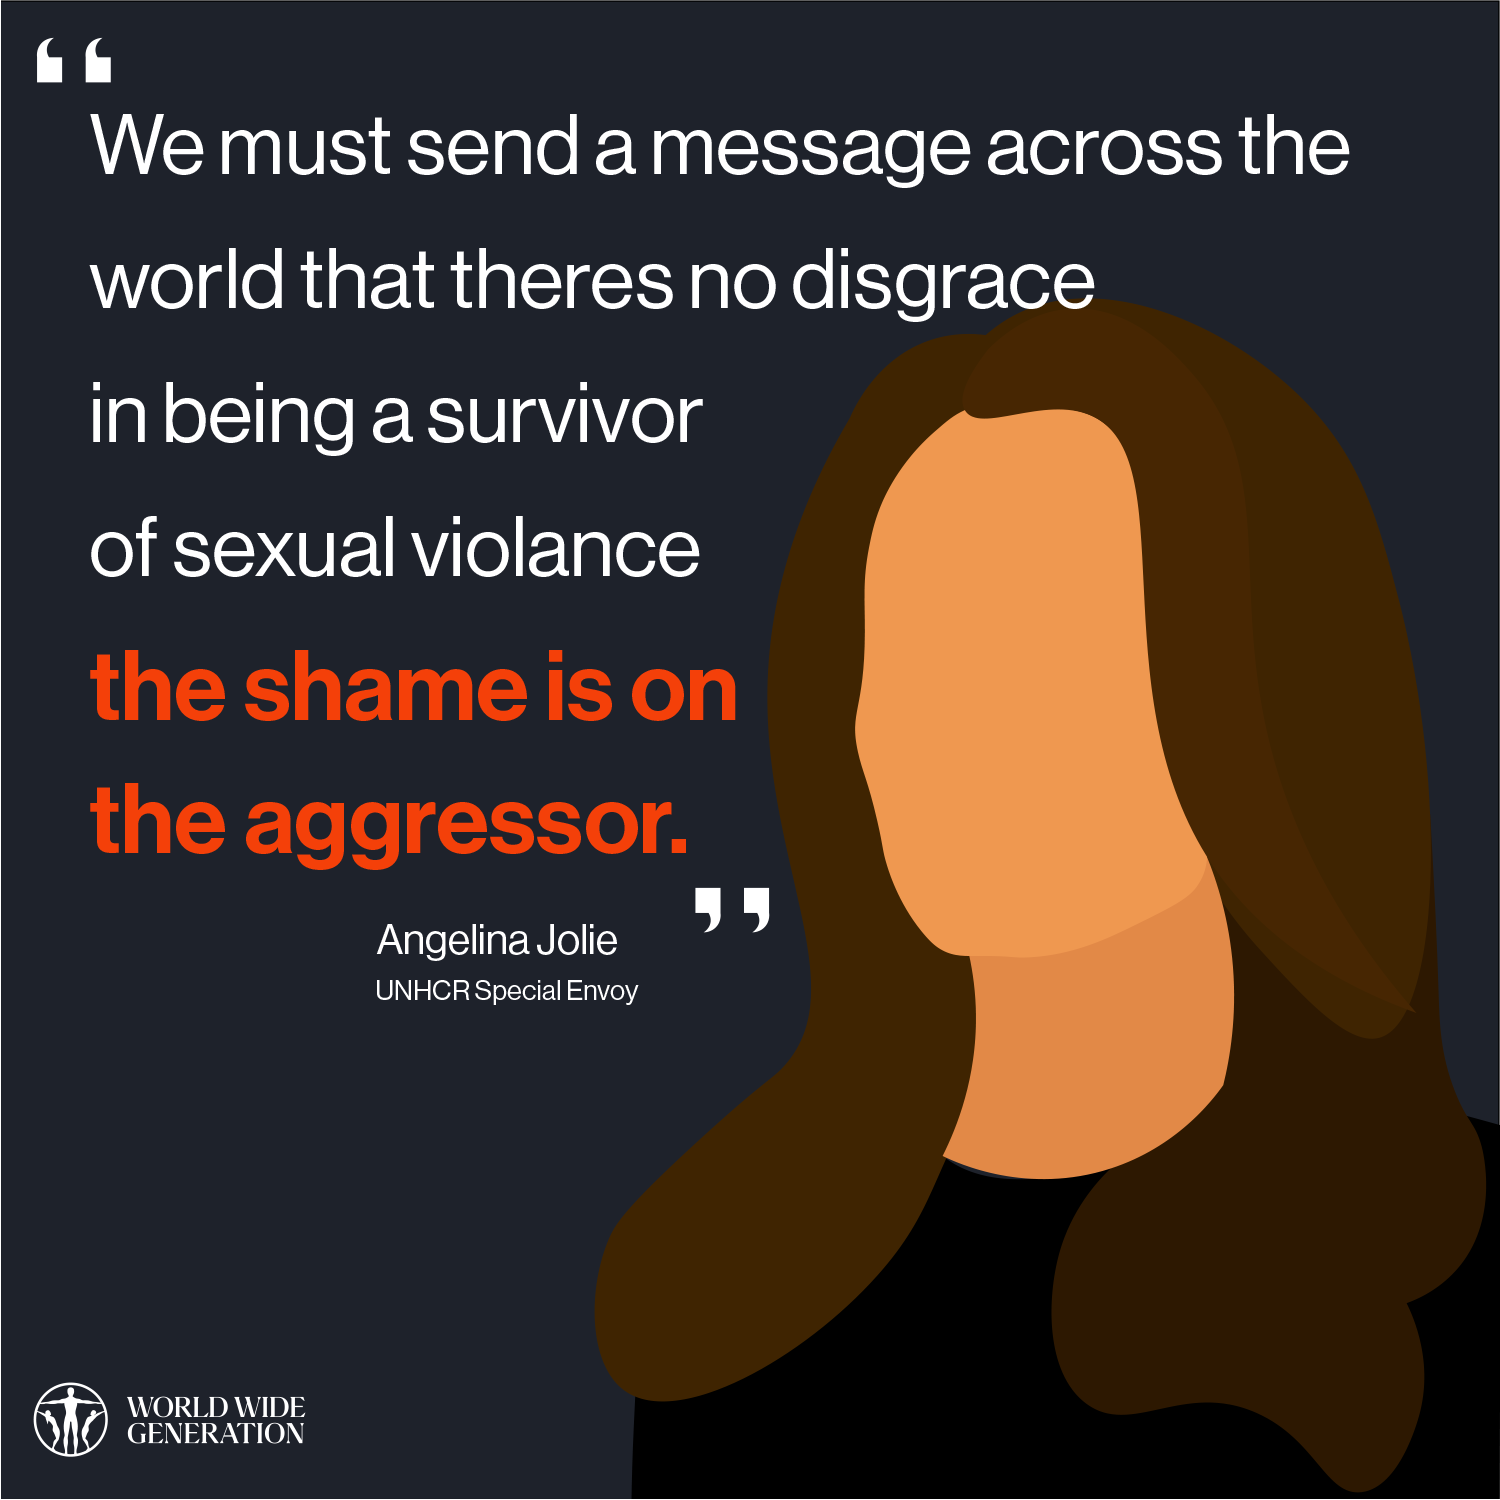 “
We must send a message across the
world that theres no disgrace
in being a survivor
of sexual violance
the shame is on
the aggressor.
”
Angelina Jolie
UNHCR Special Envoy
WORLD WIDE
GENERATION